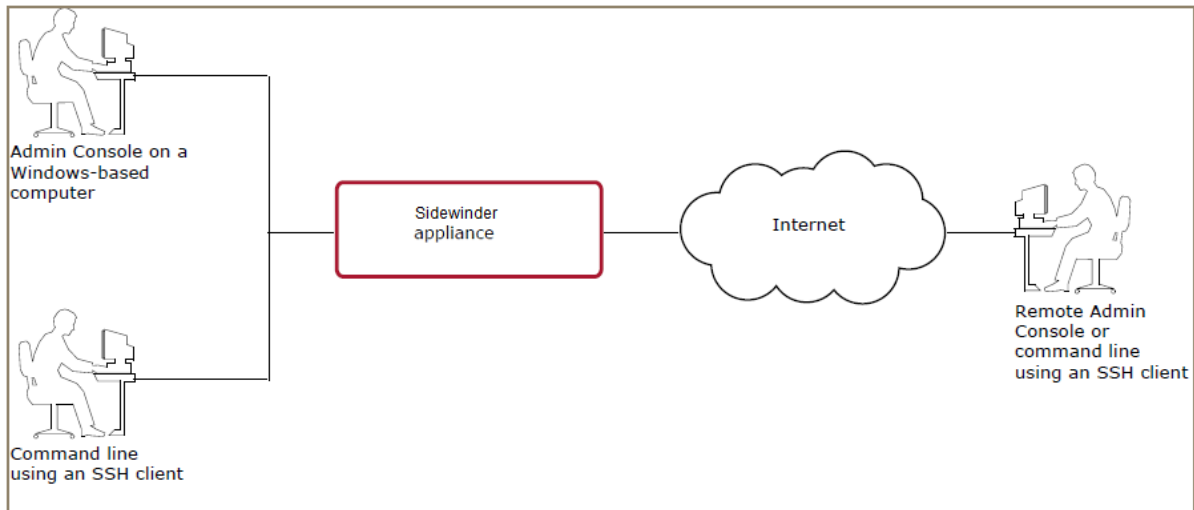 Admin Console on a
Windows-based
computer
Sidewinder
appliance
Internet
Remote Admin
Console or
command line
using an SSH client
Command line
using an SSH client